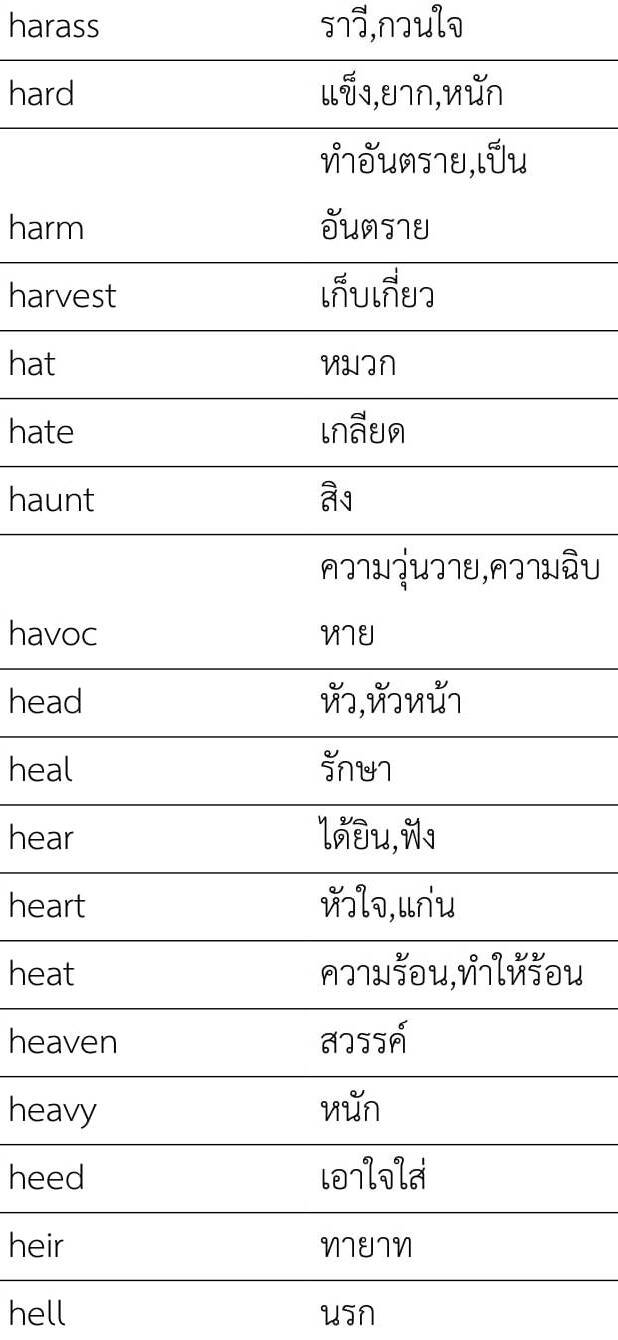 harass ราวี,กวนใจ
hard แข็ง,ยาก,หนัก
ทำอันตราย,เป็น
harm อันตราย
harvest เก็บเกี่ยว
hat หมวก
hate เกลียด
haunt สิง
ความวุ่นวาย,ความฉิบ
havoc หาย
head หัว,หัวหน้า
heal รักษา
hear ได้ยิน,ฟัง
heart หัวใจ,แก่น
heat ความร้อน,ทำให้ร้อน
heaven สวรรค์
heavy หนัก
heed เอาใจใส่
heir ทายาท
hell นรก